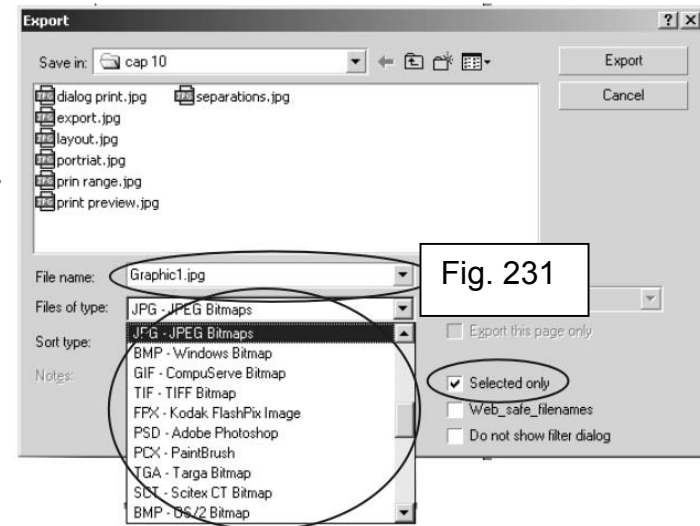 Export
Save in: cap 10
Export
Cancel
dialog print.jpg separations.jpg
export.jpg
layout.jpg
portriat.jpg
prin range.jpg
print preview.jpg
Fig. 231
File name: Graphic1.jpg
Files of type: JPG - JPEG Bitmaps
Sort type:
Notes:
JPG - JPEG Bitmaps
BMP - Windows Bitmap
GIF - CompuServe Bitmap
TIF - TIFF Bitmap
FPX - Kodak FlashPix Image
PSD - Adobe Photoshop
PCX - PaintBrush
TGA - Targa Bitmap
SCT - Scitex CT Bitmap
BMP - OS/2 Bitmap
Export this page only
Selected only
Web_safe_filenames
Do not show filter dialog